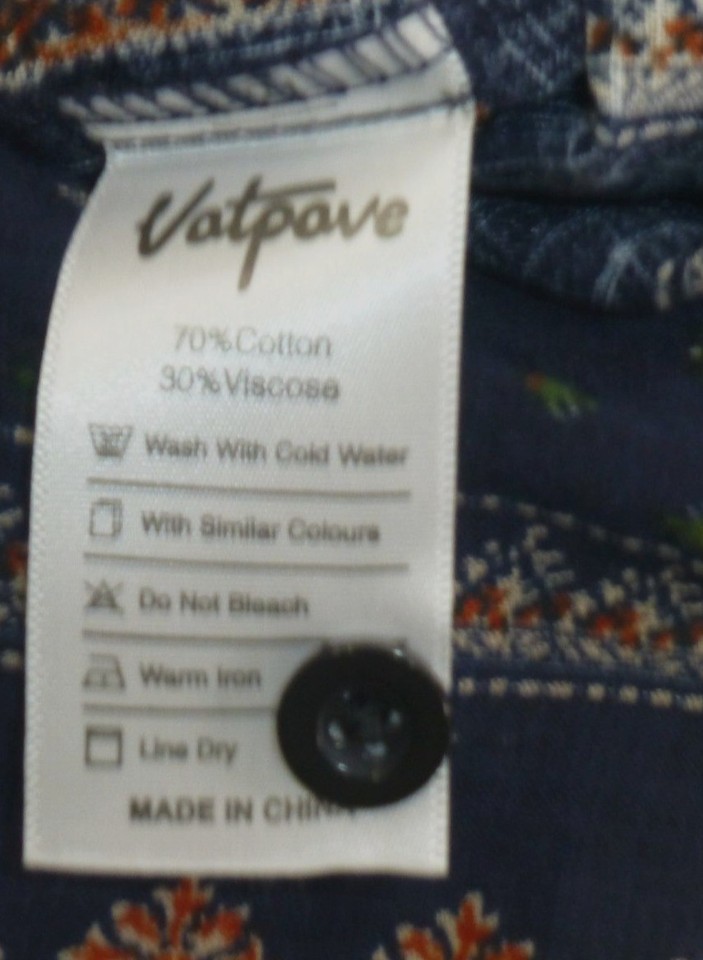 Vatpave
70%Cotton
30%Viscose
30°
Wash With Cold Water
With Similar Colours
Do Not Bleach
Warm Iron
Line Dry
MADE IN CHINA